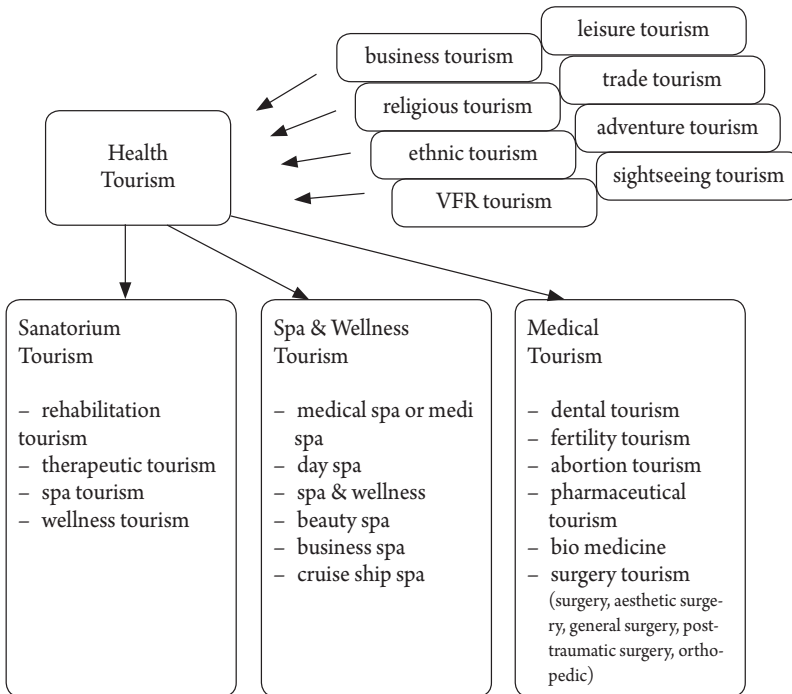 leisure tourism
business tourism
trade tourism
religious tourism
adventure tourism
ethnic tourism
sightseeing tourism
VFR tourism
Health
Tourism
Sanatorium
Tourism
– rehabilitation
tourism
– therapeutic tourism
– spa tourism
– wellness tourism
Spa & Wellness
Tourism
– medical spa or medi
spa
– day spa
– spa & wellness
– beauty spa
– business spa
– cruise ship spa
Medical
Tourism
– dental tourism
– fertility tourism
– abortion tourism
– pharmaceutical
tourism
– bio medicine
– surgery tourism
(surgery, aesthetic surge-
ry, general surgery, post-
traumatic surgery, ortho-
pedic)